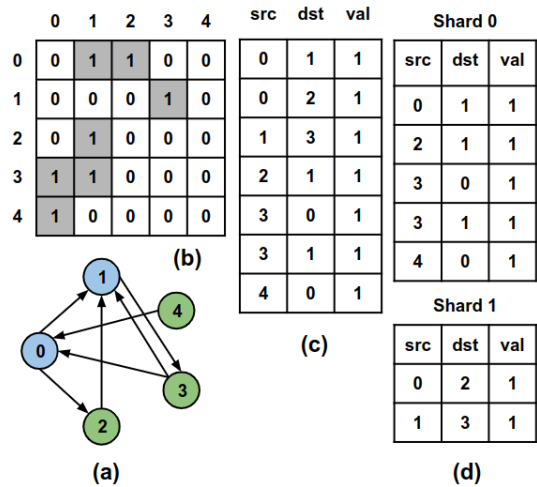 0 1 2 3 4
0 0 1 1 0 0
1 0 0 0 1 0
2 0 1 0 0 0
3 1 1 0 0 0
4 1 0 0 0 0
(b)
1
4
0
3
2
(a)
src dst val
0 1 1
0 2 1
1 3 1
2 1 1
3 0 1
3 1 1
4 0 1
(c)
Shard 0
src dst val
0 1 1
2 1 1
3 0 1
3 1 1
4 0 1
Shard 1
src dst val
0 2 1
1 3 1
(d)